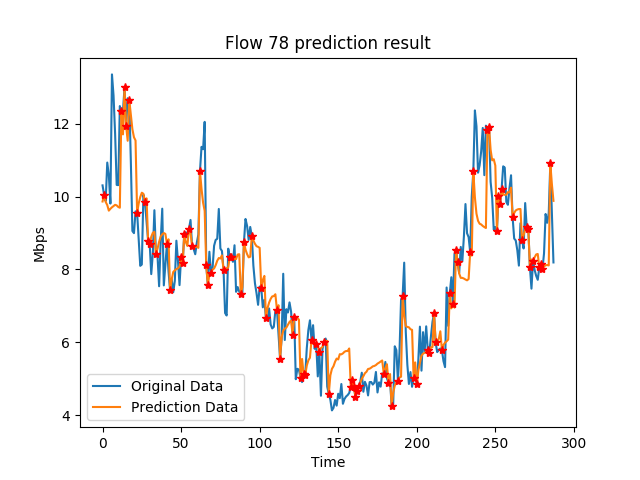 Flow 78 prediction result
Mbps
12
10
8
6
4
Original Data
Prediction Data
0 50 100 150 200 250 300
Time